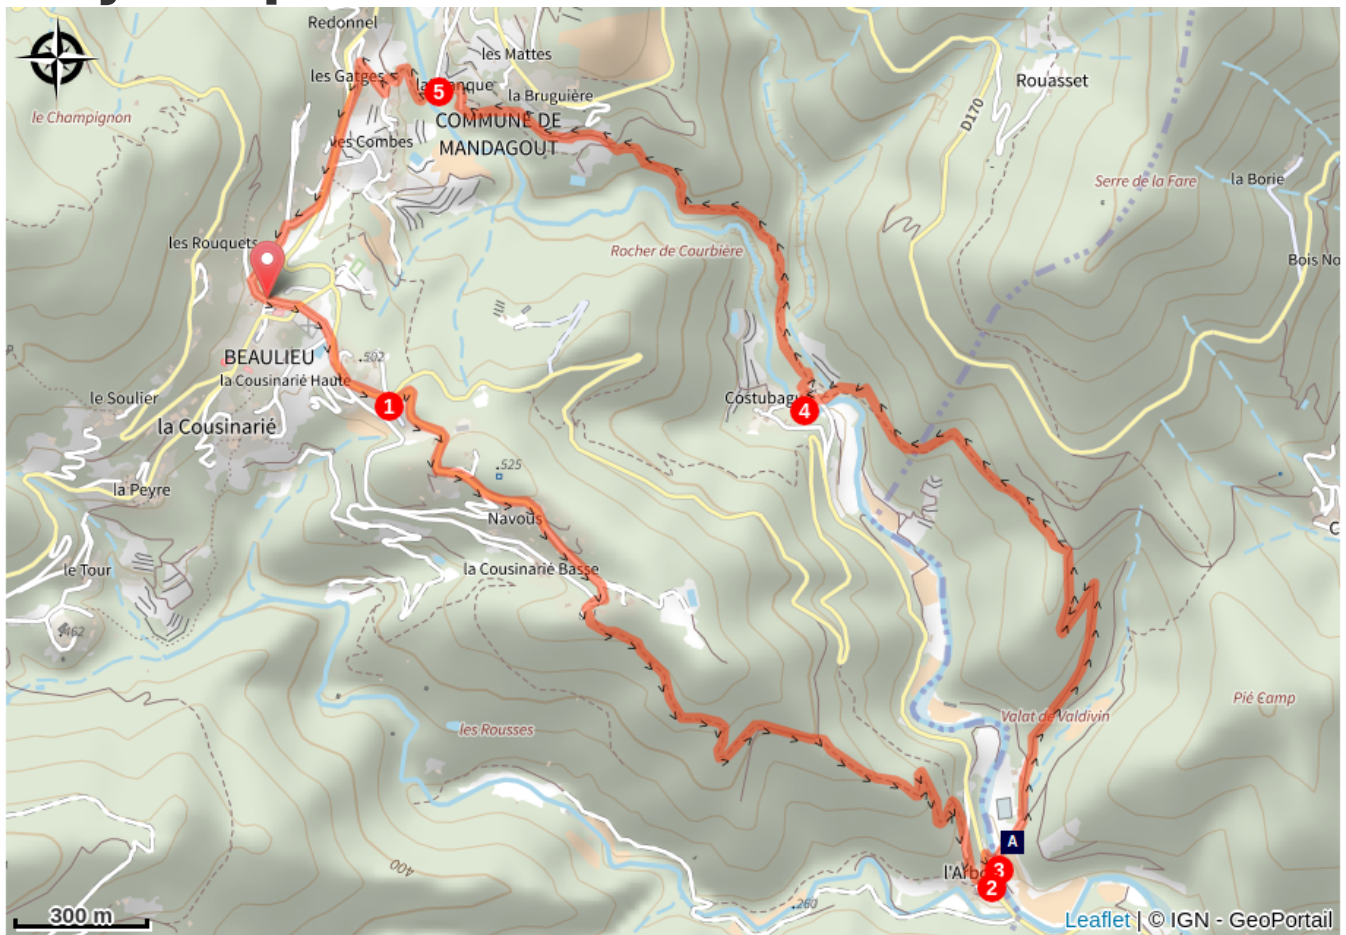 Redonnel
les Mattes
les Gatges
la Bruguière
Rouasset
le Champignon
5
D170
COMMUNE DE
MANDAGOUT
les Combes
Serre de la Fare
la Borie
les Rouquets
Rocher de Courbière
BEAULIEU
.502
la Cousinarié Haute
le Soulier
1
4
la Cousinarié
.525
la Peyre
Navous
la Cousinarié Basse
le Tour
.462
Pié Camp
Valat de Valdivin
les Rousses
A
400
3
2
.260
300 m
Leaflet | © IGN - GeoPortail